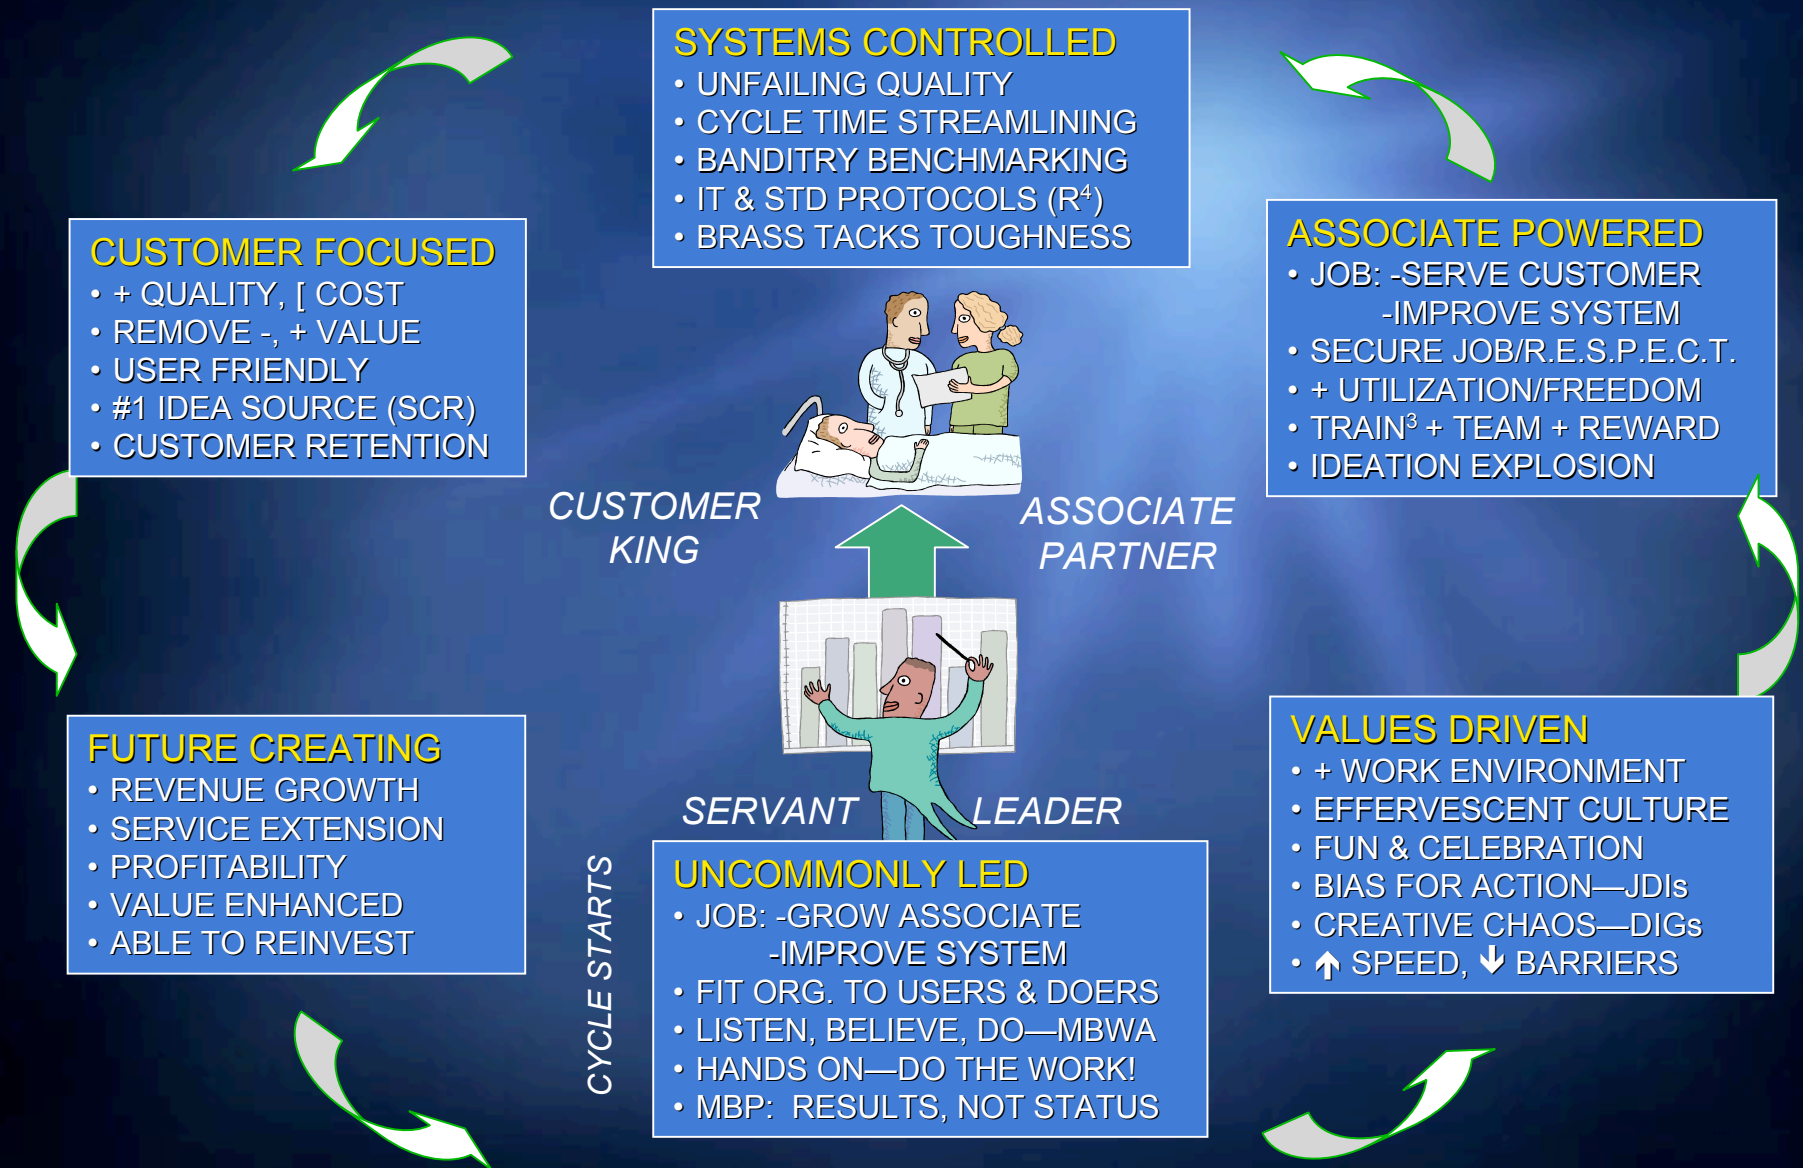 SYSTEMS CONTROLLED
• UNFAILING QUALITY
• CYCLE TIME STREAMLINING
• BANDITRY BENCHMARKING
• IT & STD PROTOCOLS (R⁴)
• BRASS TACKS TOUGHNESS
CUSTOMER FOCUSED
• + QUALITY, [ COST
• REMOVE -, + VALUE
• USER FRIENDLY
• #1 IDEA SOURCE (SCR)
• CUSTOMER RETENTION
ASSOCIATE POWERED
• JOB: -SERVE CUSTOMER
-IMPROVE SYSTEM
• SECURE JOB/R.E.S.P.E.C.T.
• + UTILIZATION/FREEDOM
• TRAIN³ + TEAM + REWARD
• IDEATION EXPLOSION
CUSTOMER
KING
ASSOCIATE
PARTNER
FUTURE CREATING
• REVENUE GROWTH
• SERVICE EXTENSION
• PROFITABILITY
• VALUE ENHANCED
• ABLE TO REINVEST
SERVANT LEADER
CYCLE STARTS
UNCOMMONLY LED
• JOB: -GROW ASSOCIATE
-IMPROVE SYSTEM
• FIT ORG. TO USERS & DOERS
• LISTEN, BELIEVE, DO—MBWA
• HANDS ON—DO THE WORK!
• MBP: RESULTS, NOT STATUS
VALUES DRIVEN
• + WORK ENVIRONMENT
• EFFERVESCENT CULTURE
• FUN & CELEBRATION
• BIAS FOR ACTION—JDIs
• CREATIVE CHAOS—DIGs
• 🡹 SPEED, 🡻 BARRIERS